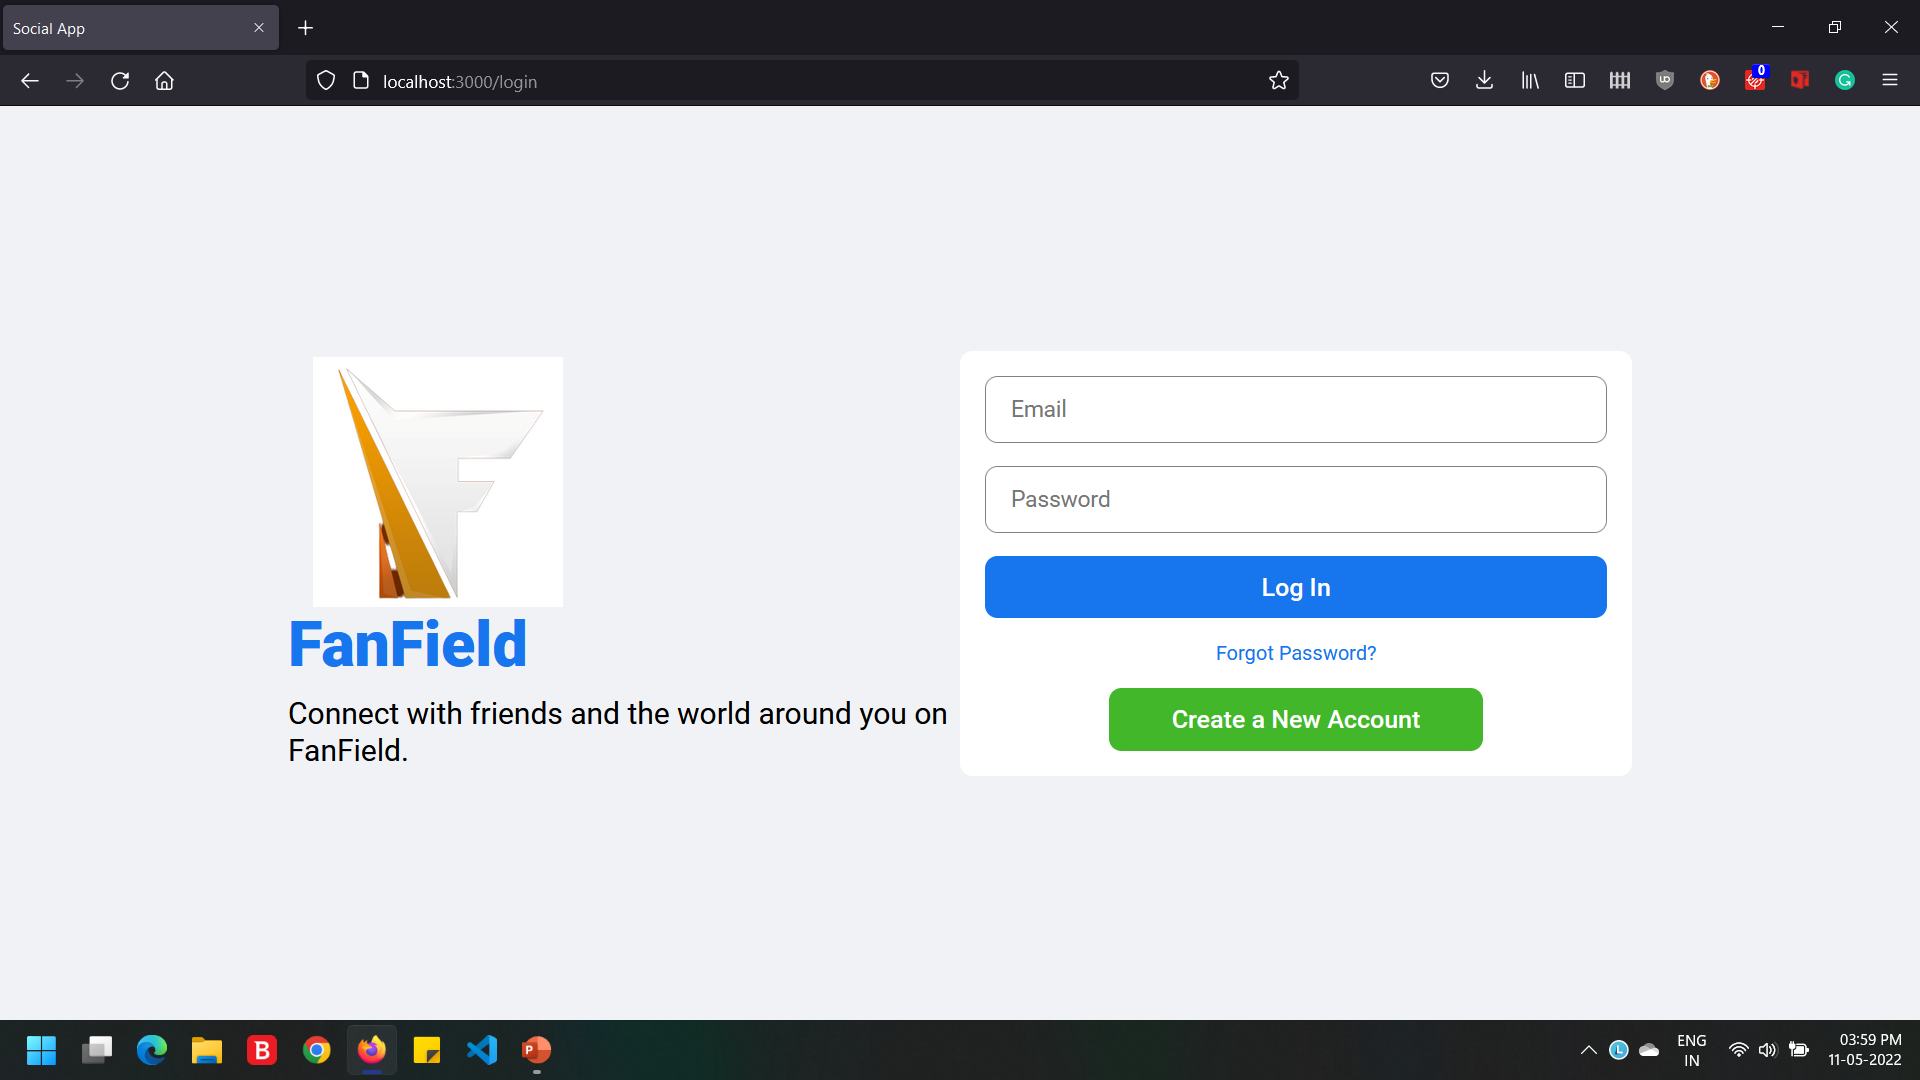 Social App
localhost:3000/login
0
FanField
Connect with friends and the world around you on
FanField.
Email
Password
Log In
Forgot Password?
Create a New Account
ENG
IN
03:59 PM
11-05-2022